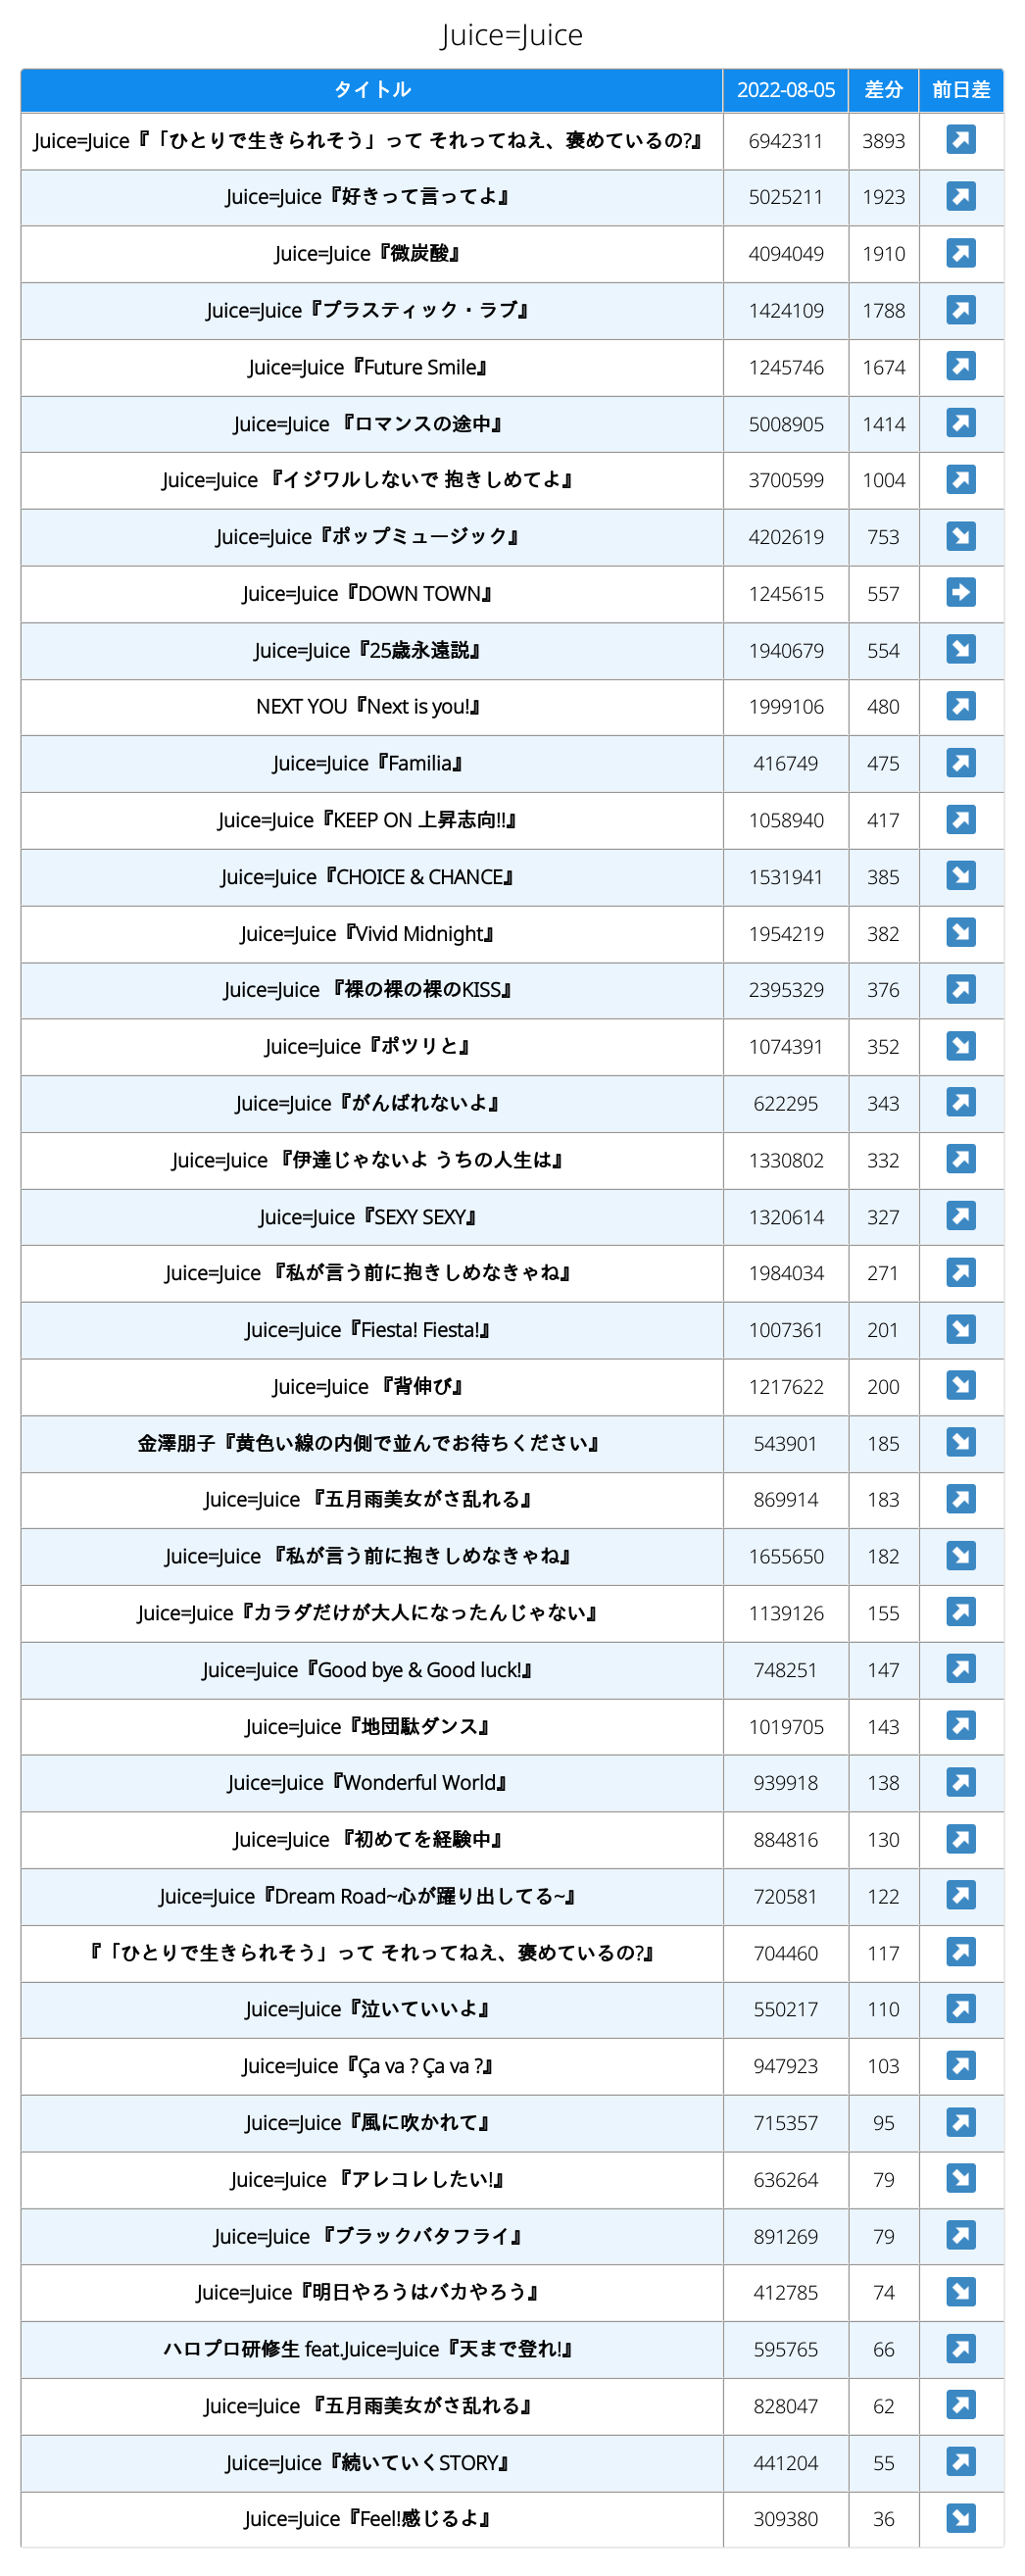 Juice=Juice
タイトル 2022-08-05 差分 前日差
Juice=Juice『「ひとりで生きられそう」って それってねえ、褒めているの?』 6942311 3893 ↗
Juice=Juice『好きって言ってよ』 5025211 1923 ↗
Juice=Juice『微炭酸』 4094049 1910 ↗
Juice=Juice『プラスティック・ラブ』 1424109 1788 ↗
Juice=Juice『Future Smile』 1245746 1674 ↗
Juice=Juice 『ロマンスの途中』 5008905 1414 ↗
Juice=Juice 『イジワルしないで 抱きしめてよ』 3700599 1004 ↗
Juice=Juice『ポップミュージック』 4202619 753 ↘
Juice=Juice『DOWN TOWN』 1245615 557 ➡
Juice=Juice『25歳永遠説』 1940679 554 ↘
NEXT YOU『Next is you!』 1999106 480 ↗
Juice=Juice『Familia』 416749 475 ↗
Juice=Juice『KEEP ON 上昇志向!!』 1058940 417 ↗
Juice=Juice『CHOICE & CHANCE』 1531941 385 ↘
Juice=Juice『Vivid Midnight』 1954219 382 ↘
Juice=Juice 『裸の裸の裸のKISS』 2395329 376 ↗
Juice=Juice『ポツリと』 1074391 352 ↘
Juice=Juice『がんばれないよ』 622295 343 ↗
Juice=Juice 『伊達じゃないよ うちの人生は』 1330802 332 ↗
Juice=Juice『SEXY SEXY』 1320614 327 ↗
Juice=Juice 『私が言う前に抱きしめなきゃね』 1984034 271 ↗
Juice=Juice『Fiesta! Fiesta!』 1007361 201 ↘
Juice=Juice 『背伸び』 1217622 200 ↘
金澤朋子『黄色い線の内側で並んでお待ちください』 543901 185 ↘
Juice=Juice 『五月雨美女がさ乱れる』 869914 183 ↗
Juice=Juice 『私が言う前に抱きしめなきゃね』 1655650 182 ↘
Juice=Juice『カラダだけが大人になったんじゃない』 1139126 155 ↗
Juice=Juice『Good bye & Good luck!』 748251 147 ↗
Juice=Juice『地団駄ダンス』 1019705 143 ↗
Juice=Juice『Wonderful World』 939918 138 ↗
Juice=Juice 『初めてを経験中』 884816 130 ↗
Juice=Juice『Dream Road~心が躍り出してる~』 720581 122 ↗
『「ひとりで生きられそう」って それってねえ、褒めているの?』 704460 117 ↗
Juice=Juice『泣いていいよ』 550217 110 ↗
Juice=Juice『Ça va ? Ça va ?』 947923 103 ↗
Juice=Juice『風に吹かれて』 715357 95 ↗
Juice=Juice 『アレコレしたい!』 636264 79 ↘
Juice=Juice 『ブラックバタフライ』 891269 79 ↗
Juice=Juice『明日やろうはバカやろう』 412785 74 ↘
ハロプロ研修生 feat.Juice=Juice『天まで登れ!』 595765 66 ↗
Juice=Juice 『五月雨美女がさ乱れる』 828047 62 ↗
Juice=Juice『続いていくSTORY』 441204 55 ↗
Juice=Juice『Feel!感じるよ』 309380 36 ↘